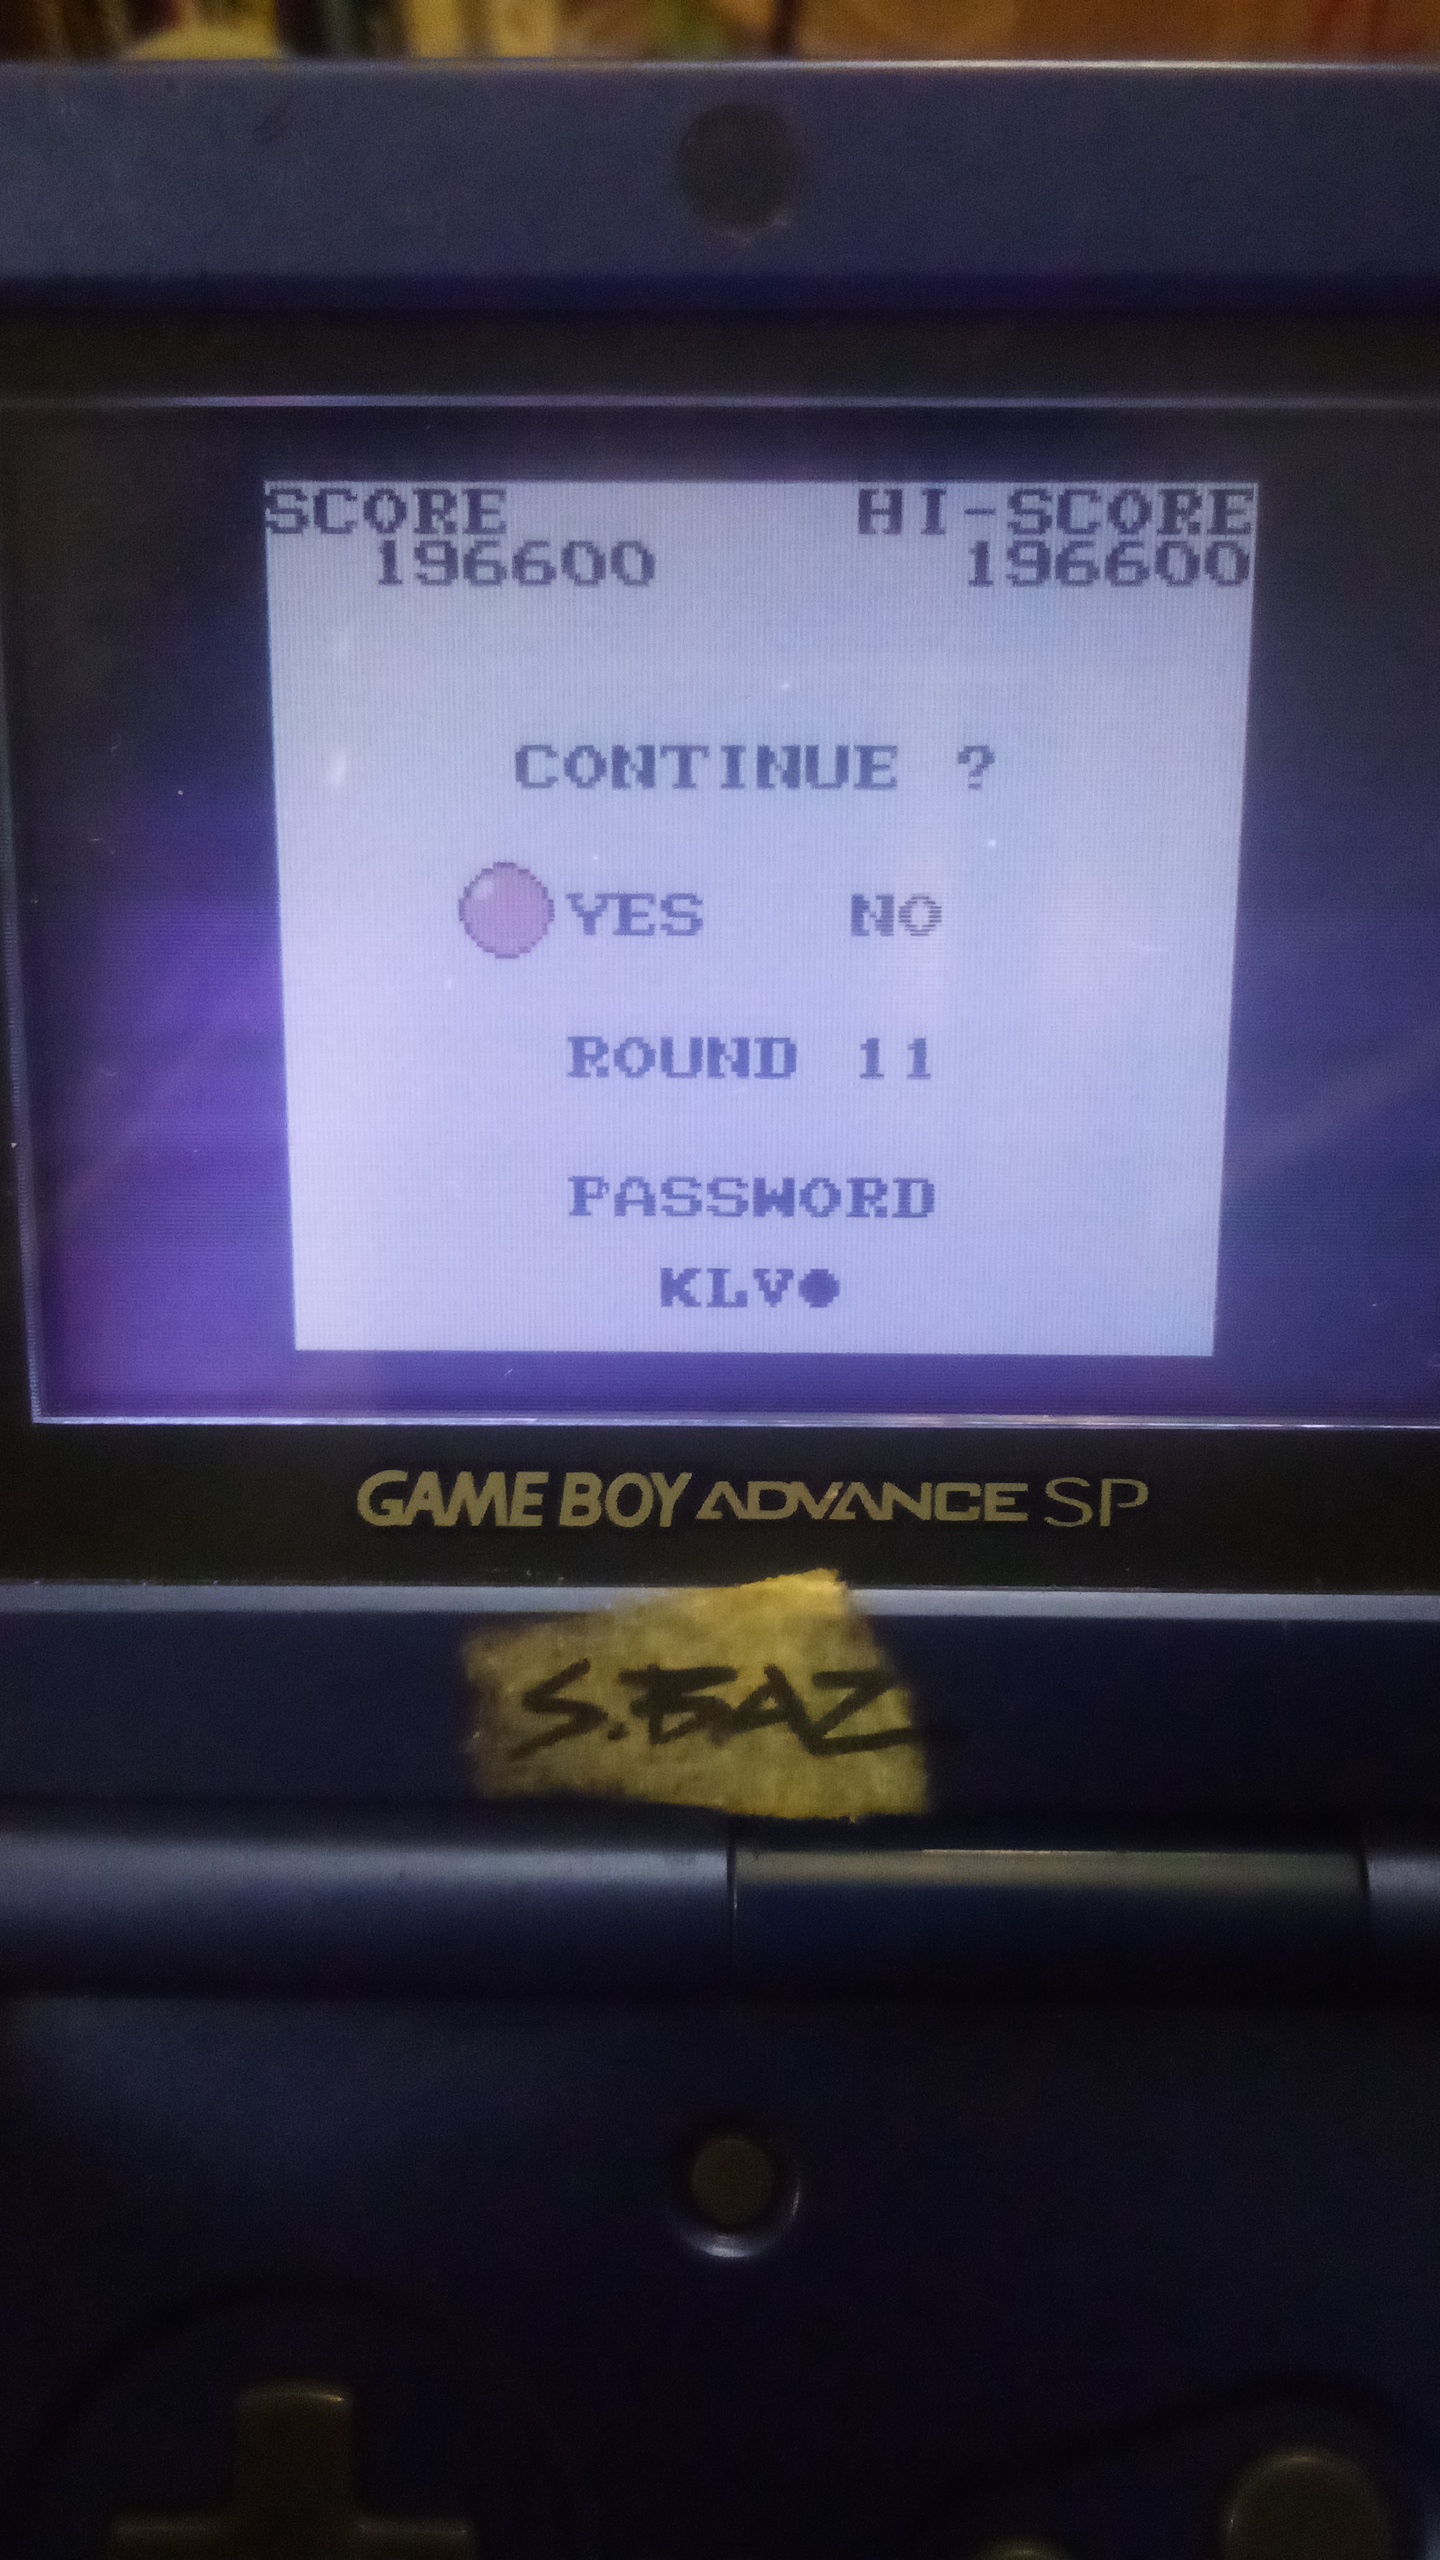 SCORE HI-SCORE
196600 196600
CONTINUE ?
YES NO
ROUND 11
PASSWORD
KLV●
GAME BOY ADVANCE SP
S.BAZ